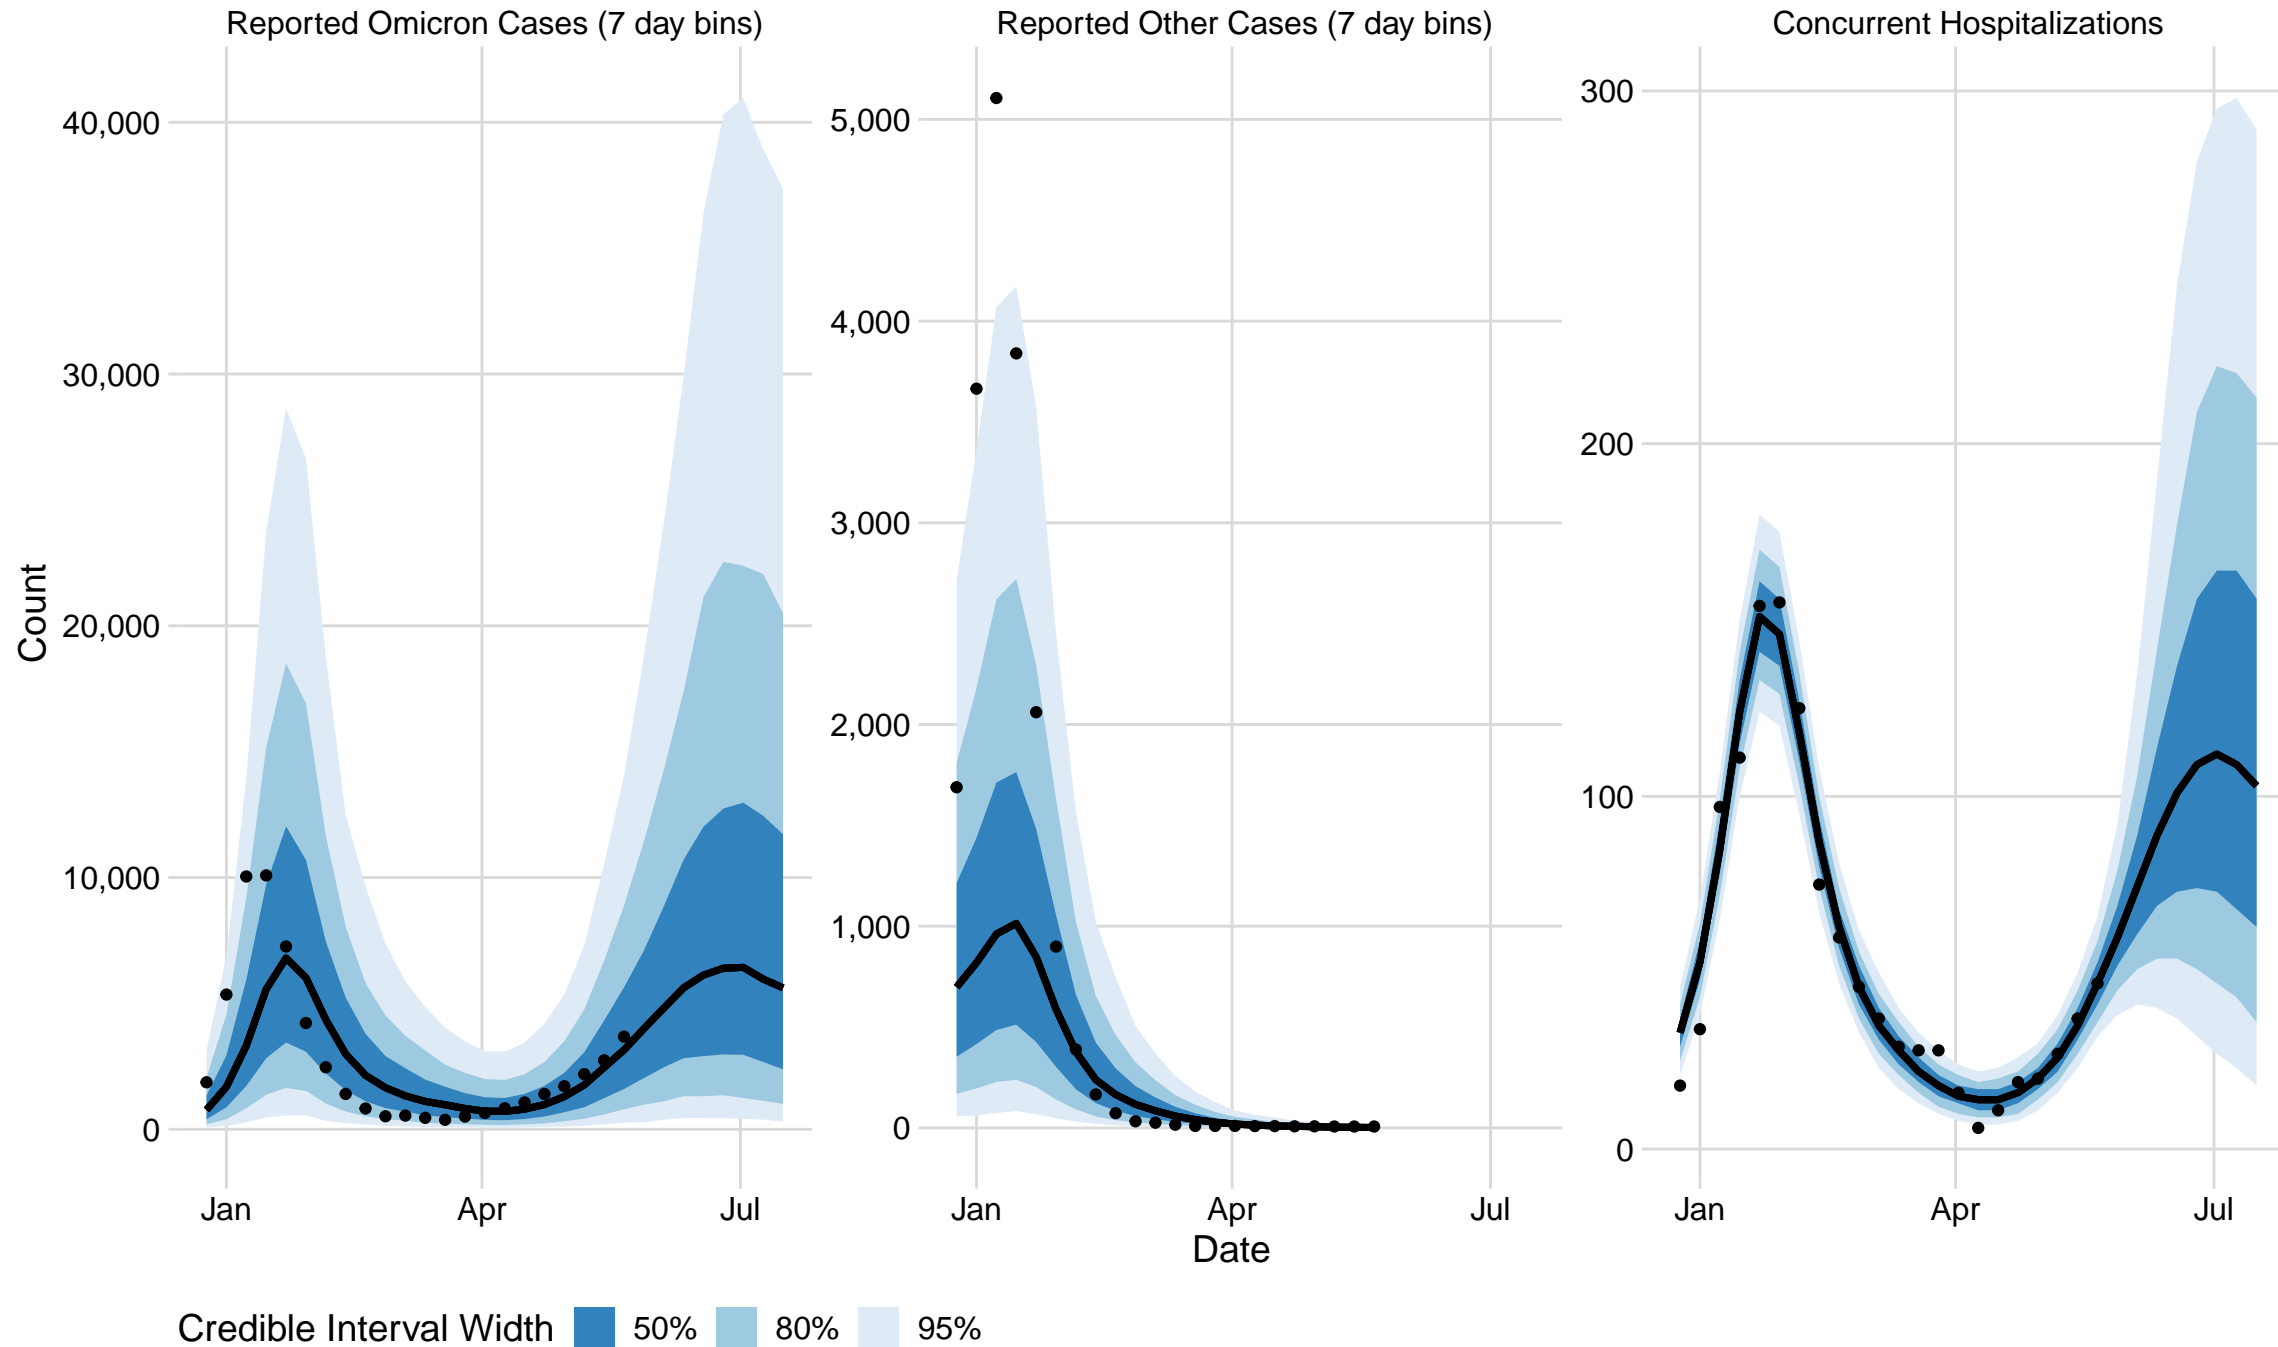 Reported Omicron Cases (7 day bins)
Reported Other Cases (7 day bins)
Concurrent Hospitalizations
Count
40,000
30,000
20,000
10,000
0
Jan
Apr
Jul
5,000
4,000
3,000
2,000
1,000
0
Jan
Apr
Jul
300
200
100
0
Jan
Apr
Jul
Date
Credible Interval Width 50% 80% 95%